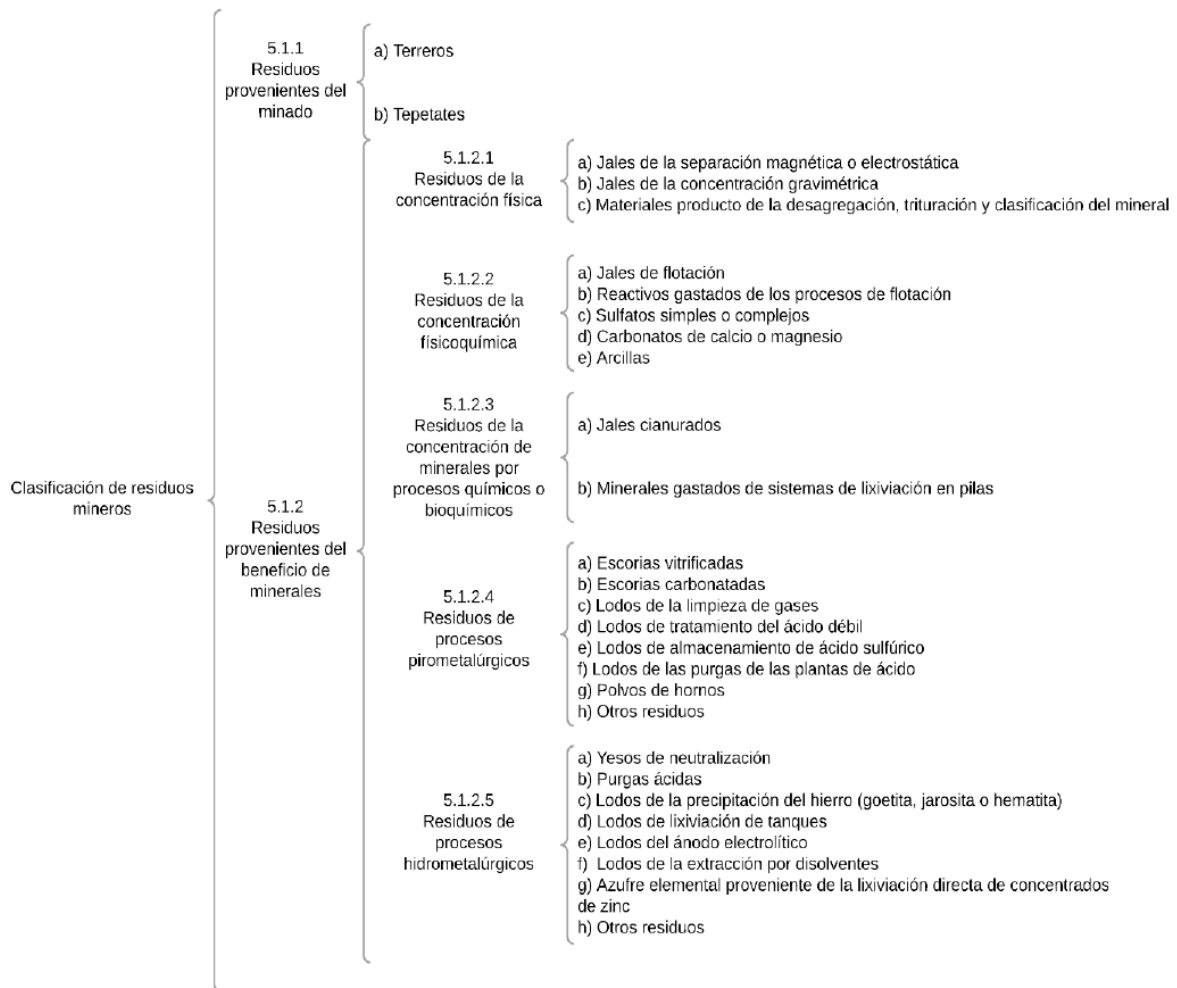 Clasificación de residuos
mineros
5.1.1
Residuos
provenientes del
minado
a) Terreros
b) Tepetates
5.1.2
Residuos
provenientes del
beneficio de
minerales
5.1.2.1
Residuos de la
concentración física
a) Jales de la separación magnética o electrostática
b) Jales de la concentración gravimétrica
c) Materiales producto de la desagregación, trituración y clasificación del mineral
5.1.2.2
Residuos de la
concentración
físicoquímica
a) Jales de flotación
b) Reactivos gastados de los procesos de flotación
c) Sulfatos simples o complejos
d) Carbonatos de calcio o magnesio
e) Arcillas
5.1.2.3
Residuos de la
concentración de
minerales por
procesos químicos o
bioquímicos
a) Jales cianurados
b) Minerales gastados de sistemas de lixiviación en pilas
5.1.2.4
Residuos de
procesos
pirometalúrgicos
a) Escorias vitrificadas
b) Escorias carbonatadas
c) Lodos de la limpieza de gases
d) Lodos de tratamiento del ácido débil
e) Lodos de almacenamiento de ácido sulfúrico
f) Lodos de las purgas de las plantas de ácido
g) Polvos de hornos
h) Otros residuos
5.1.2.5
Residuos de
procesos
hidrometalúrgicos
a) Yesos de neutralización
b) Purgas ácidas
c) Lodos de la precipitación del hierro (goetita, jarosita o hematita)
d) Lodos de lixiviación de tanques
e) Lodos del ánodo electrolítico
f) Lodos de la extracción por disolventes
g) Azufre elemental proveniente de la lixiviación directa de concentrados
de zinc
h) Otros residuos